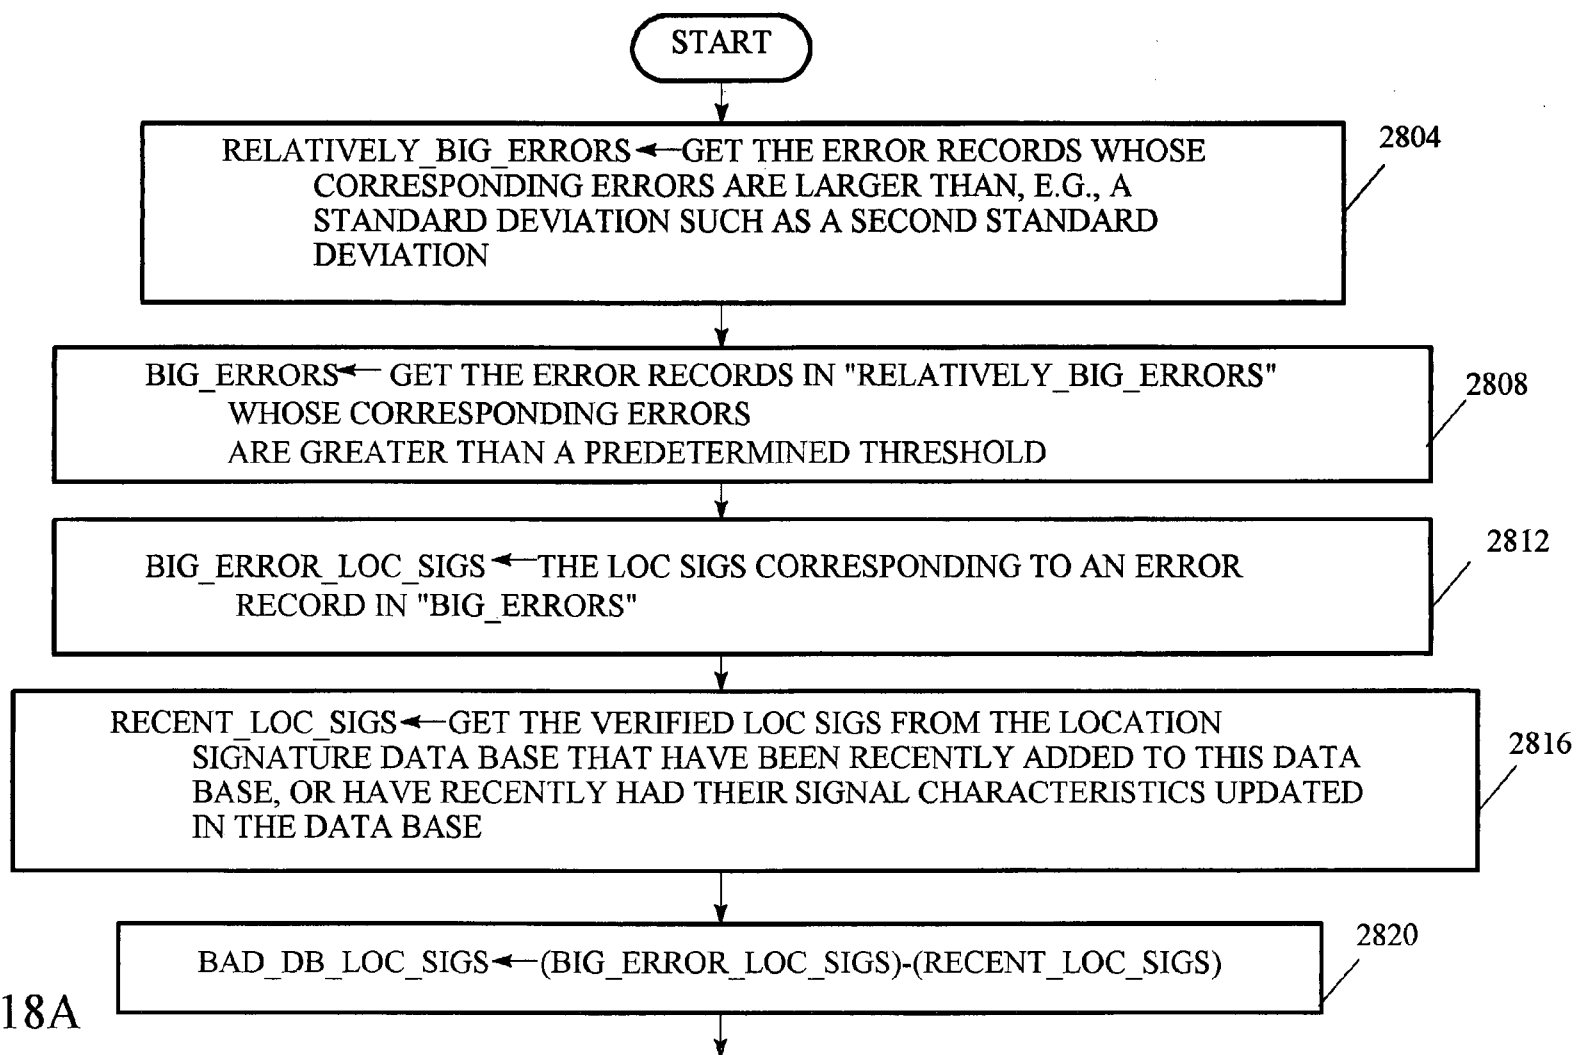 START
RELATIVELY_BIG_ERRORS←GET THE ERROR RECORDS WHOSE
CORRESPONDING ERRORS ARE LARGER THAN, E.G., A
STANDARD DEVIATION SUCH AS A SECOND STANDARD
DEVIATION
2804
BIG_ERRORS← GET THE ERROR RECORDS IN "RELATIVELY_BIG_ERRORS"
WHOSE CORRESPONDING ERRORS
ARE GREATER THAN A PREDETERMINED THRESHOLD
2808
BIG_ERROR_LOC_SIGS←THE LOC SIGS CORRESPONDING TO AN ERROR
RECORD IN "BIG_ERRORS"
2812
RECENT_LOC_SIGS←GET THE VERIFIED LOC SIGS FROM THE LOCATION
SIGNATURE DATA BASE THAT HAVE BEEN RECENTLY ADDED TO THIS DATA
BASE, OR HAVE RECENTLY HAD THEIR SIGNAL CHARACTERISTICS UPDATED
IN THE DATA BASE
2816
BAD_DB_LOC_SIGS←(BIG_ERROR_LOC_SIGS)-(RECENT_LOC_SIGS)
2820
18A